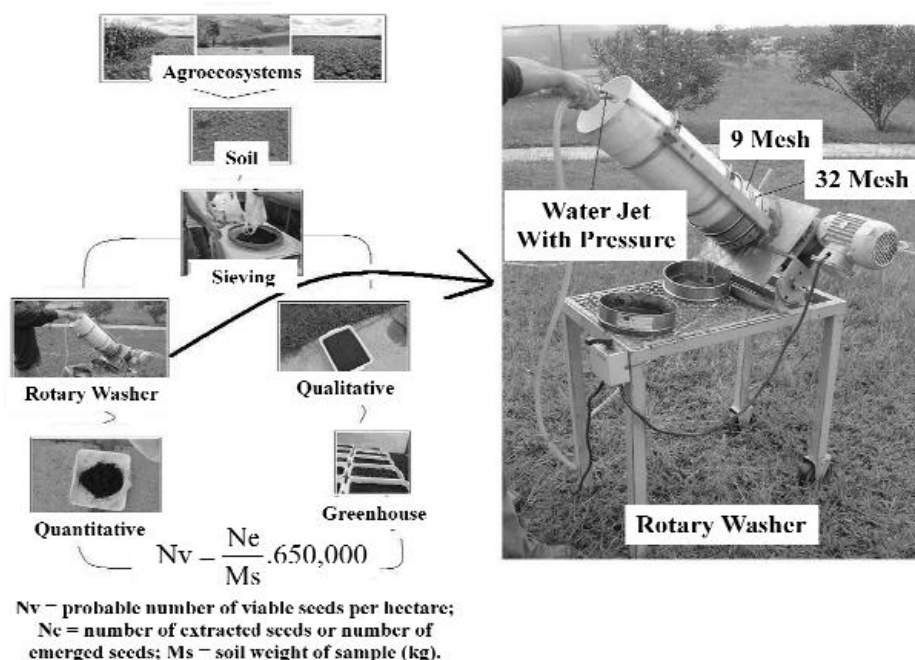 Agroecosystems
Soil
Sieving
Rotary Washer
Qualitative
Quantitative
Greenhouse
Nv = Ne/Ms .650,000
Nv = probable number of viable seeds per hectare;
Ne = number of extracted seeds or number of
emerged seeds; Ms = soil weight of sample (kg).
9 Mesh
32 Mesh
Water Jet
With Pressure
Rotary Washer